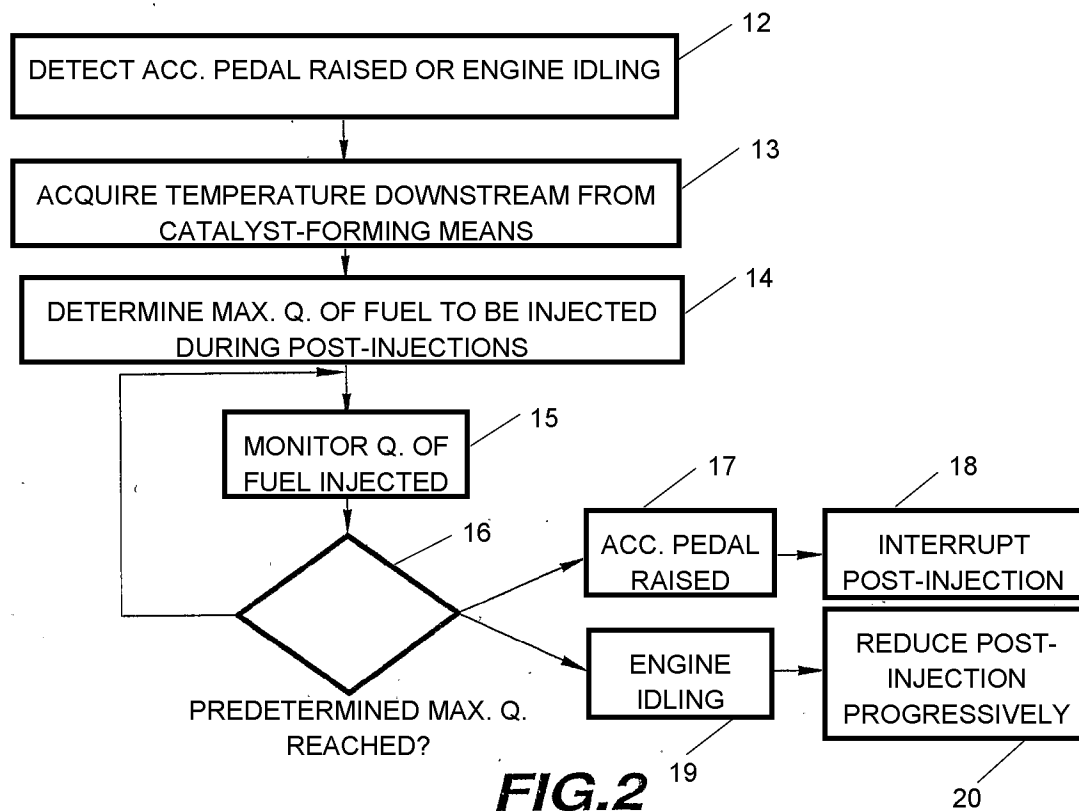 12
DETECT ACC. PEDAL RAISED OR ENGINE IDLING
13
ACQUIRE TEMPERATURE DOWNSTREAM FROM
CATALYST-FORMING MEANS
14
DETERMINE MAX. Q. OF FUEL TO BE INJECTED
DURING POST-INJECTIONS
15
MONITOR Q. OF
FUEL INJECTED
16
PREDETERMINED MAX. Q.
REACHED?
17
ACC. PEDAL
RAISED
18
INTERRUPT
POST-INJECTION
ENGINE
IDLING
19
REDUCE POST-
INJECTION
PROGRESSIVELY
20
FIG.2